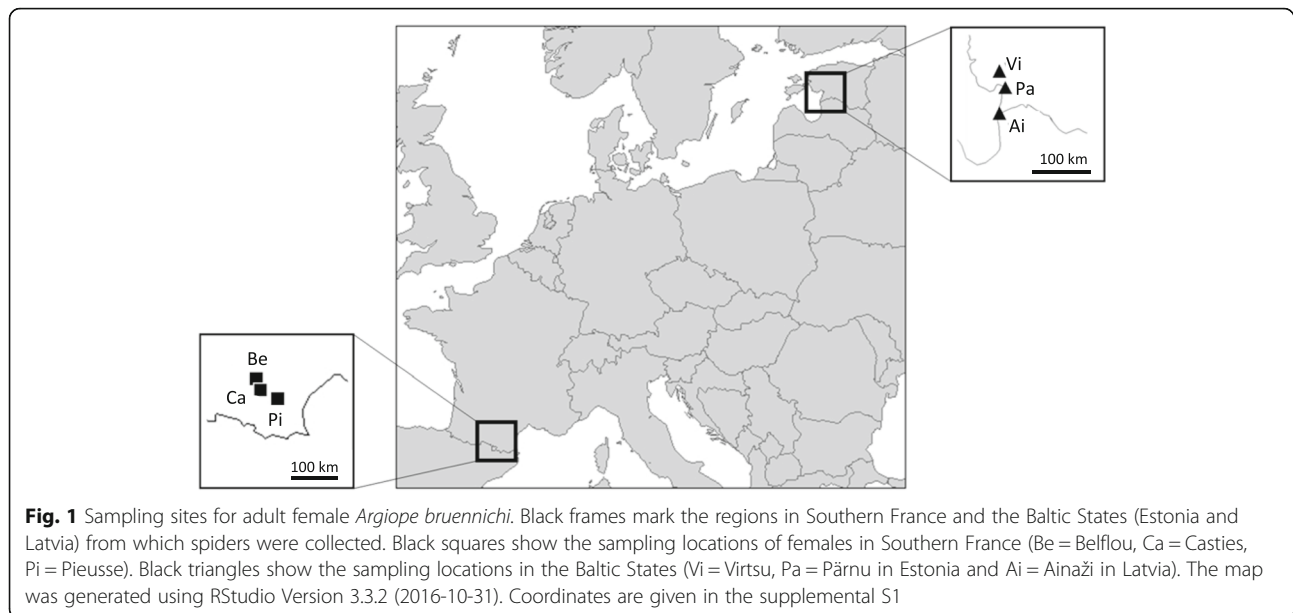 Vi
Pa
Ai
100 km
Be
Ca
Pi
100 km
Fig. 1 Sampling sites for adult female Argiope bruennichi. Black frames mark the regions in Southern France and the Baltic States (Estonia and
Latvia) from which spiders were collected. Black squares show the sampling locations of females in Southern France (Be = Belflou, Ca = Casties,
Pi = Pieusse). Black triangles show the sampling locations in the Baltic States (Vi = Virtsu, Pa = Pärnu in Estonia and Ai = Ainaži in Latvia). The map
was generated using RStudio Version 3.3.2 (2016-10-31). Coordinates are given in the supplemental S1